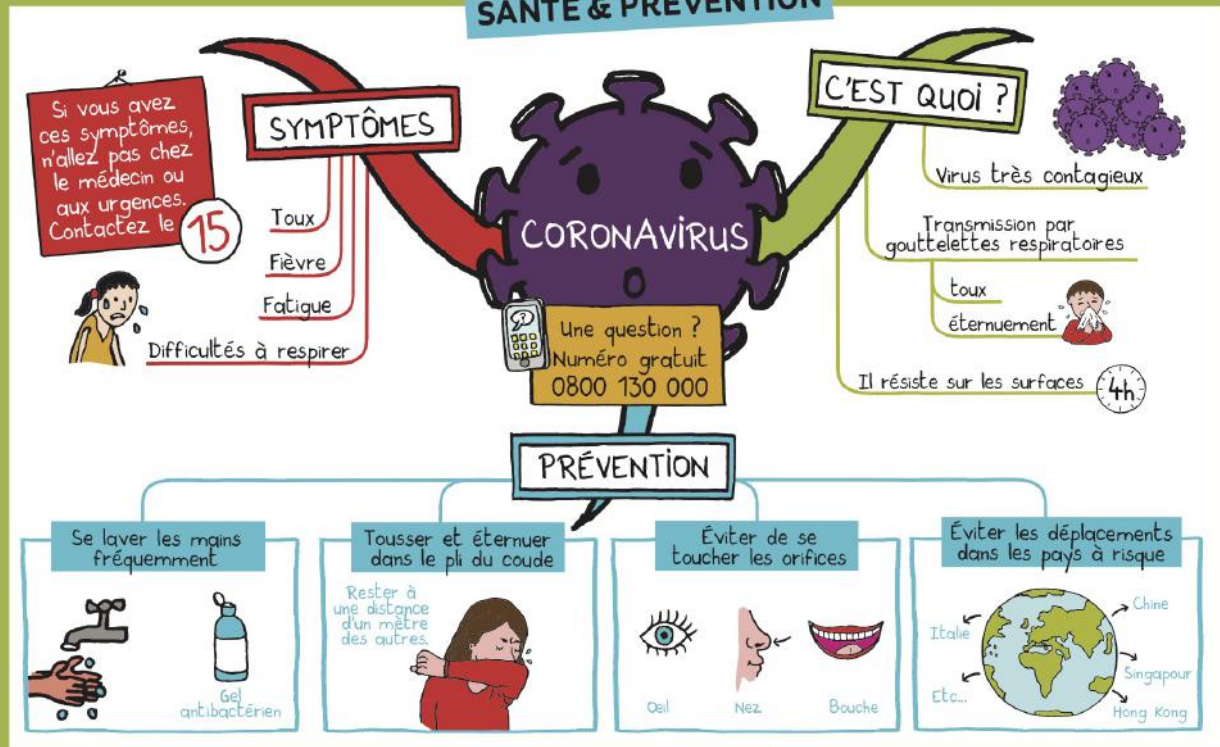 SANTÉ & PRÉVENTION
Si vous avez
ces symptômes,
n'allez pas chez
le médecin ou
aux urgences.
Contactez le 15
SYMPTÔMES
Toux
Fièvre
Fatigue
Difficultés à respirer
CORONAVIRUS
Une question ?
Numéro gratuit
0800 130 000
C'EST QUOI ?
Virus très contagieux
Transmission par
gouttelettes respiratoires
toux
éternuement
Il résiste sur les surfaces
4h
PRÉVENTION
Se laver les mains
fréquemment
Gel
antibactérien
Tousser et éternuer
dans le pli du coude
Rester à
une distance
d'un mètre
des autres.
Éviter de se
toucher les orifices
Œil
Nez
Bouche
Éviter les déplacements
dans les pays à risque
Italie
Etc...
Chine
Singapour
Hong Kong